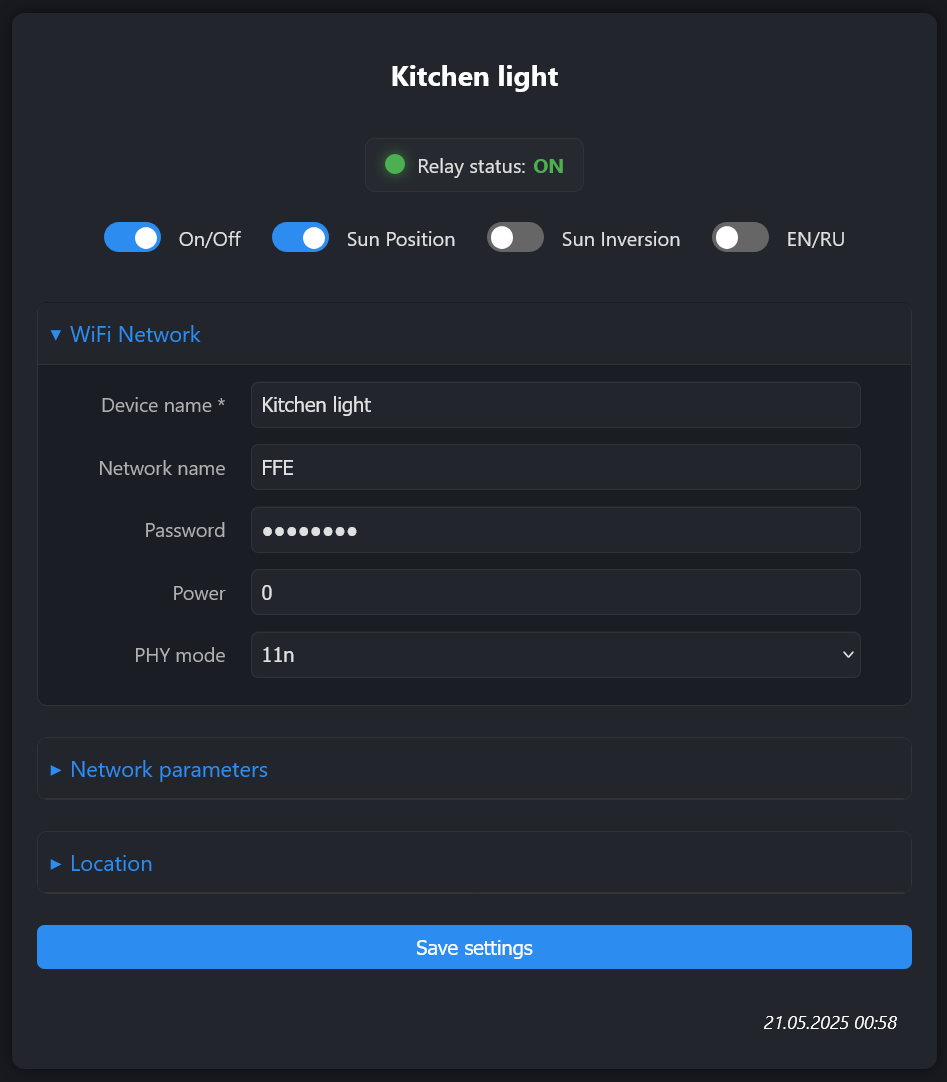 Kitchen light
Relay status: ON
On/Off Sun Position Sun Inversion EN/RU
▼ WiFi Network
Device name * Kitchen light
Network name FFE
Password ●●●●●●●●
Power 0
PHY mode 11n
► Network parameters
► Location
Save settings
21.05.2025 00:58